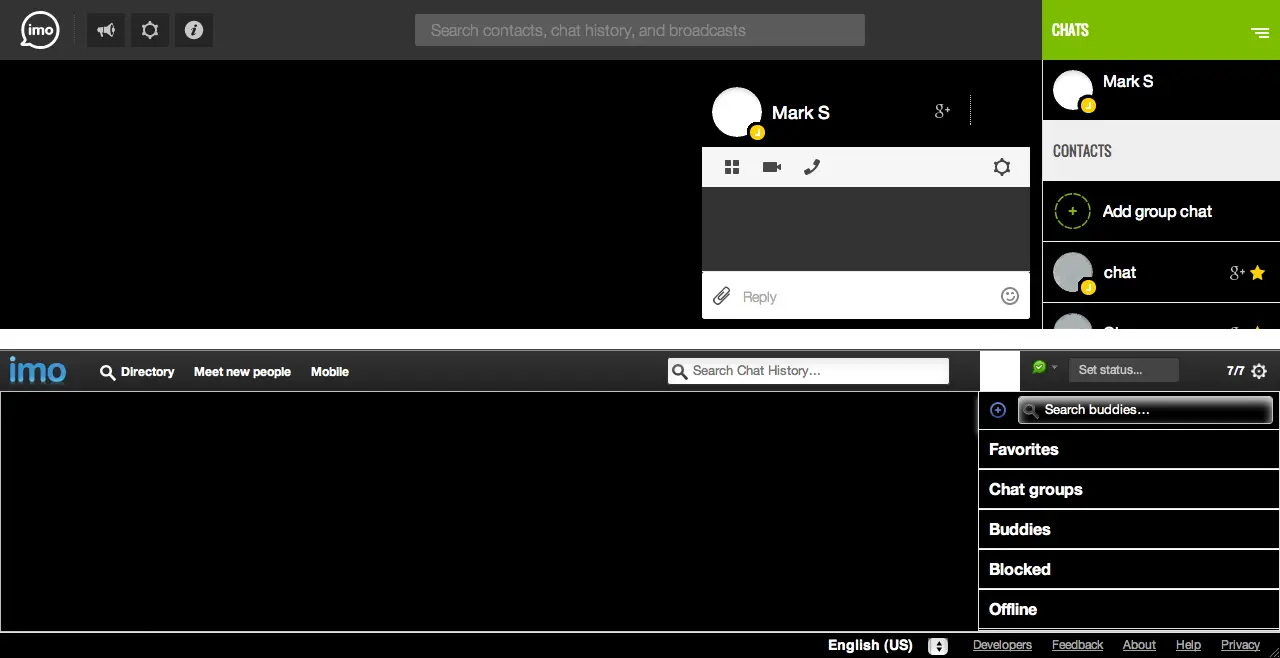 imo
Search contacts, chat history, and broadcasts
CHATS
Mark S
Mark S
8+
CONTACTS
Add group chat
Reply
chat
8+
imo
Directory Meet new people Mobile
Search Chat History...
Set status...
7/7
Search buddies...
Favorites
Chat groups
Buddies
Blocked
Offline
English (US)
Developers Feedback About Help Privacy